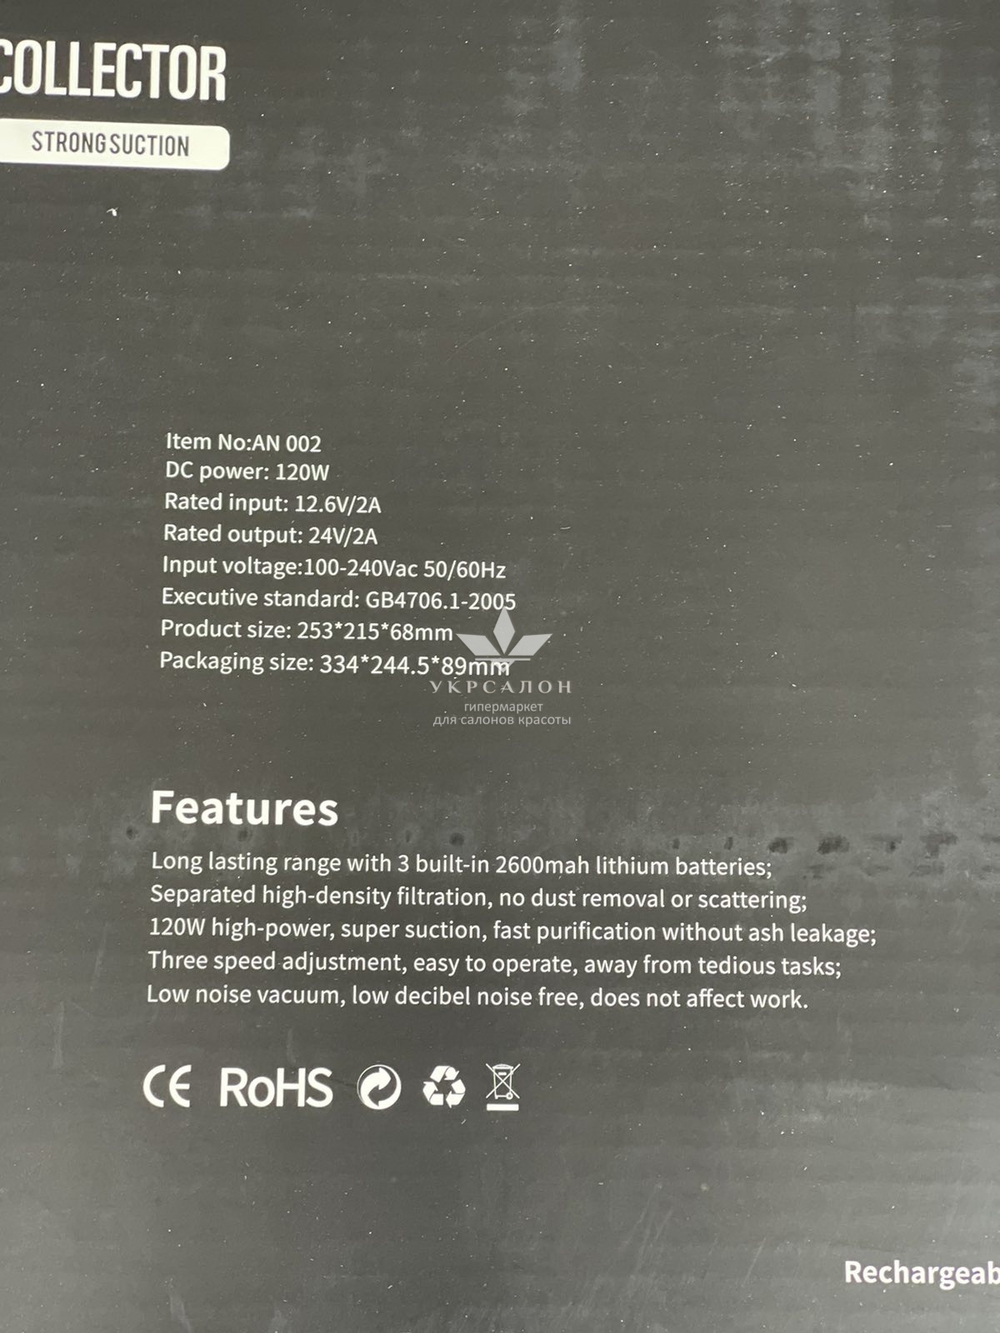 COLLECTOR
STRONG SUCTION
Item No:AN 002
DC power: 120W
Rated input: 12.6V/2A
Rated output: 24V/2A
Input voltage:100-240Vac 50/60Hz
Executive standard: GB4706.1-2005
Product size: 253*215*68mm
Packaging size: 334*244.5*89mm
УКРСАЛОН
гипермаркет
для салонов красоты
Features
Long lasting range with 3 built-in 2600mah lithium batteries;
Separated high-density filtration, no dust removal or scattering;
120W high-power, super suction, fast purification without ash leakage;
Three speed adjustment, easy to operate, away from tedious tasks;
Low noise vacuum, low decibel noise free, does not affect work.
CE RoHS
Rechargeab